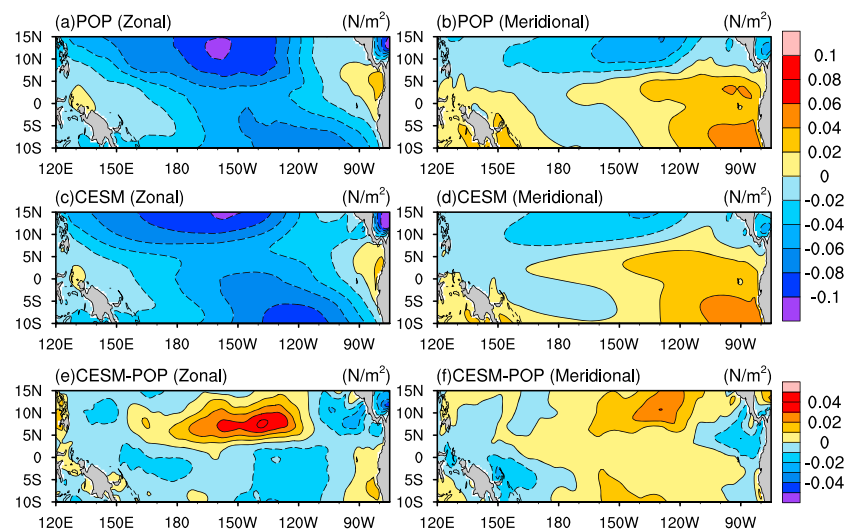 (a)POP (Zonal) (N/m²) (b)POP (Meridional) (N/m²)
15N 15N
10N 10N
5N 5N
0 0
5S 5S
10S 10S
120E 150E 180 150W 120W 90W 120E 150E 180 150W 120W 90W
(c)CESM (Zonal) (N/m²) (d)CESM (Meridional) (N/m²)
15N 15N
10N 10N
5N 5N
0 0
5S 5S
10S 10S
120E 150E 180 150W 120W 90W 120E 150E 180 150W 120W 90W
0.1
0.08
0.06
0.04
0.02
0
-0.02
-0.04
-0.06
-0.08
-0.1
(e)CESM-POP (Zonal) (N/m²) (f)CESM-POP (Meridional) (N/m²)
15N 15N
10N 10N
5N 5N
0 0
5S 5S
10S 10S
120E 150E 180 150W 120W 90W 120E 150E 180 150W 120W 90W
0.04
0.02
0
-0.02
-0.04